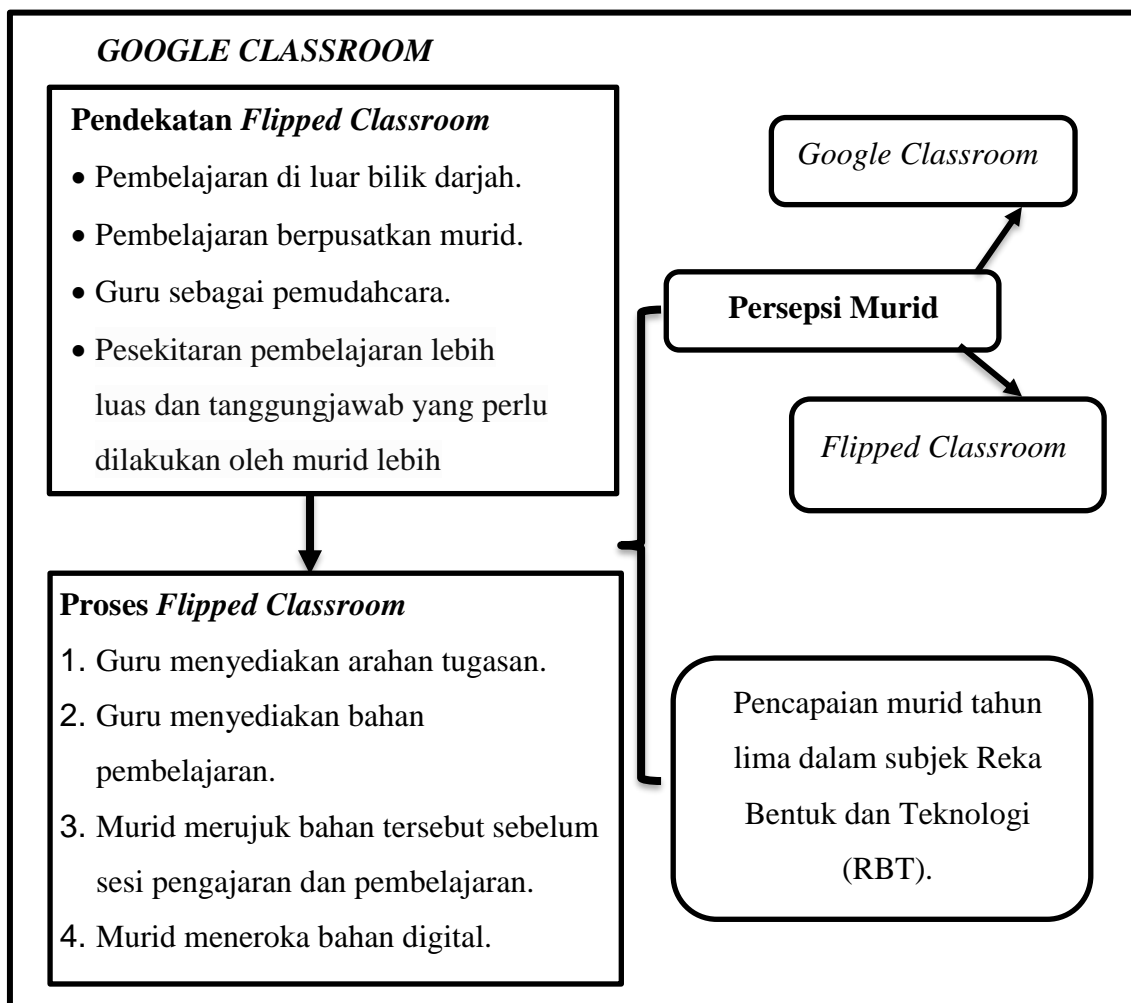 GOOGLE CLASSROOM
Pendekatan Flipped Classroom
• Pembelajaran di luar bilik darjah.
• Pembelajaran berpusatkan murid.
• Guru sebagai pemudahcara.
• Pesekitaran pembelajaran lebih
luas dan tanggungjawab yang perlu
dilakukan oleh murid lebih
Proses Flipped Classroom
1. Guru menyediakan arahan tugasan.
2. Guru menyediakan bahan
pembelajaran.
3. Murid merujuk bahan tersebut sebelum
sesi pengajaran dan pembelajaran.
4. Murid meneroka bahan digital.
Google Classroom
Persepsi Murid
Flipped Classroom
Pencapaian murid tahun
lima dalam subjek Reka
Bentuk dan Teknologi
(RBT).